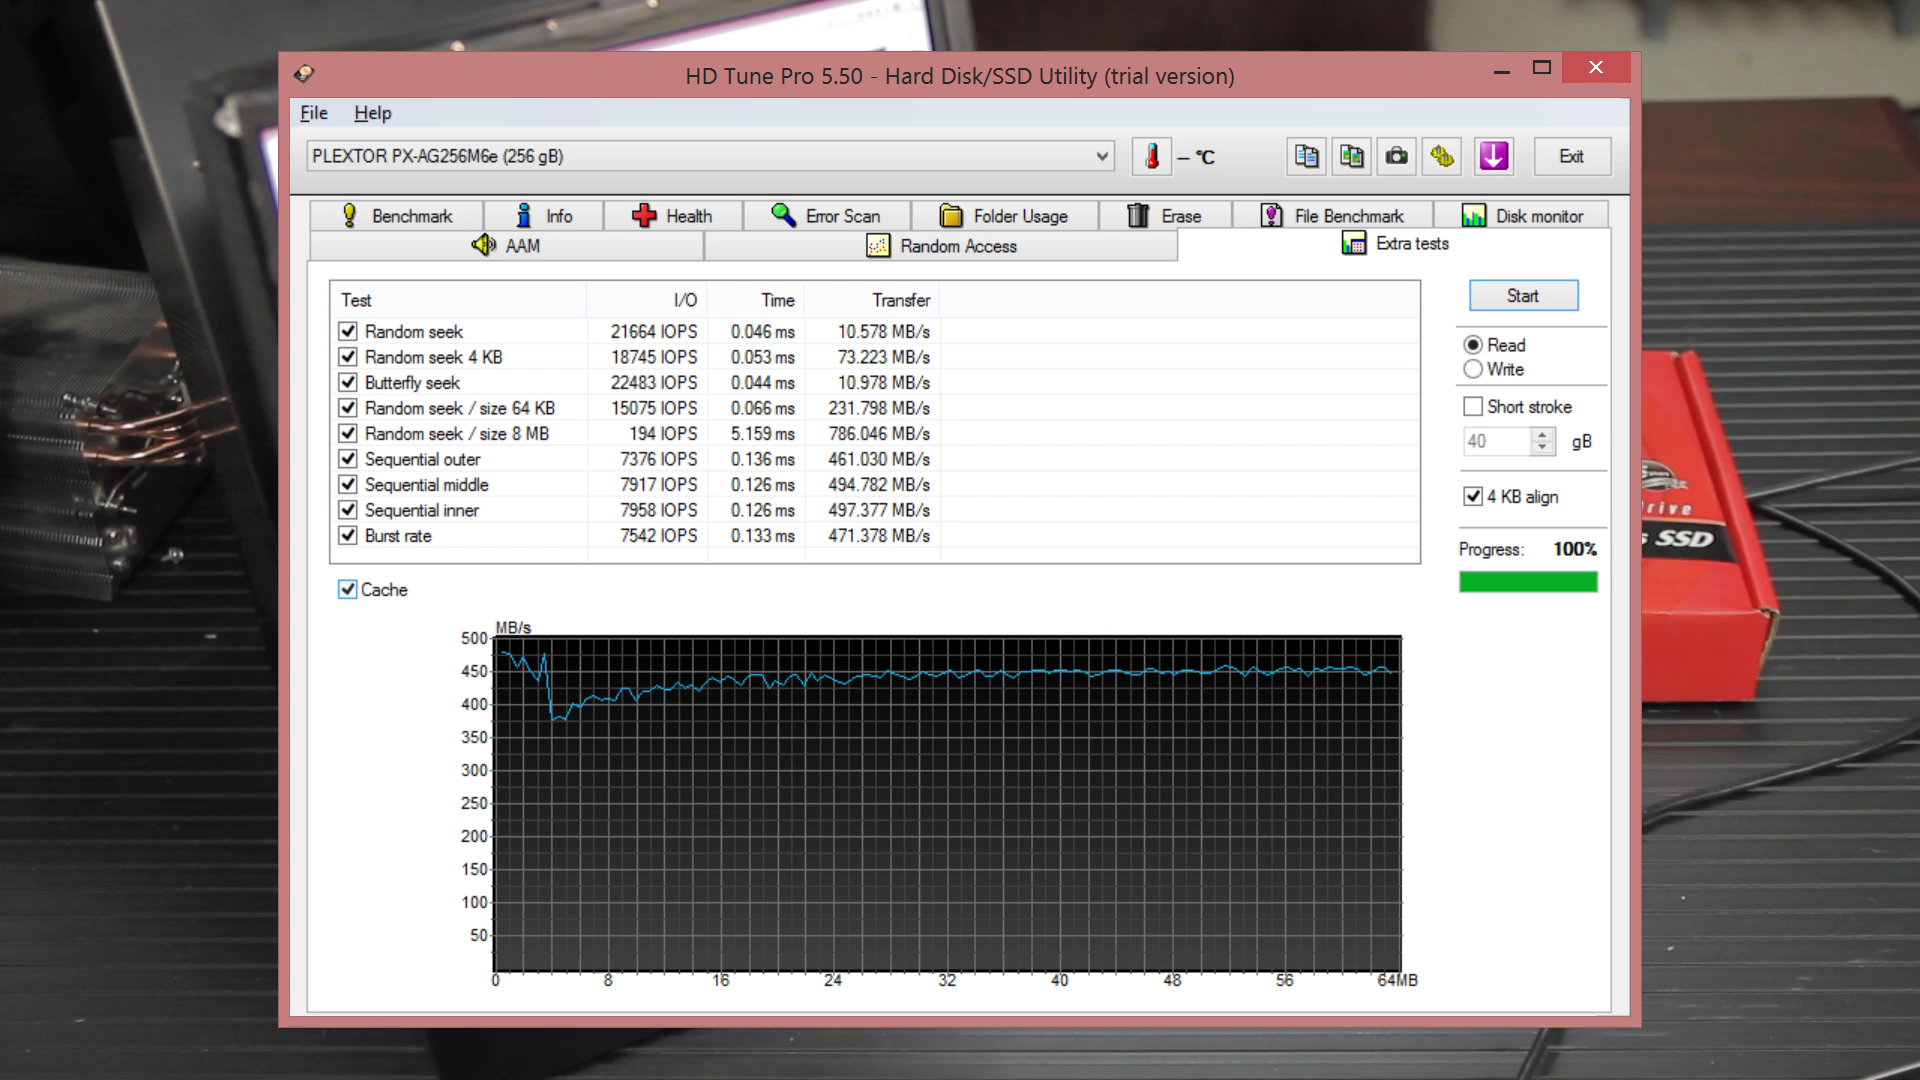 HD Tune Pro 5.50 - Hard Disk/SSD Utility (trial version)
File Help
PLEXTOR PX-AG256M6e (256 gB)
– °C
Exit
Benchmark Info Health Error Scan Folder Usage Erase File Benchmark Disk monitor
AAM Random Access Extra tests
Test I/O Time Transfer
Random seek 21664 IOPS 0.046 ms 10.578 MB/s
Random seek 4 KB 18745 IOPS 0.053 ms 73.223 MB/s
Butterfly seek 22483 IOPS 0.044 ms 10.978 MB/s
Random seek / size 64 KB 15075 IOPS 0.066 ms 231.798 MB/s
Random seek / size 8 MB 194 IOPS 5.159 ms 786.046 MB/s
Sequential outer 7376 IOPS 0.136 ms 461.030 MB/s
Sequential middle 7917 IOPS 0.126 ms 494.782 MB/s
Sequential inner 7958 IOPS 0.126 ms 497.377 MB/s
Burst rate 7542 IOPS 0.133 ms 471.378 MB/s
Start
Read
Write
Short stroke
40 gB
4 KB align
Progress: 100%
Cache
MB/s
500
450
400
350
300
250
200
150
100
50
0 8 16 24 32 40 48 56 64MB
SSD